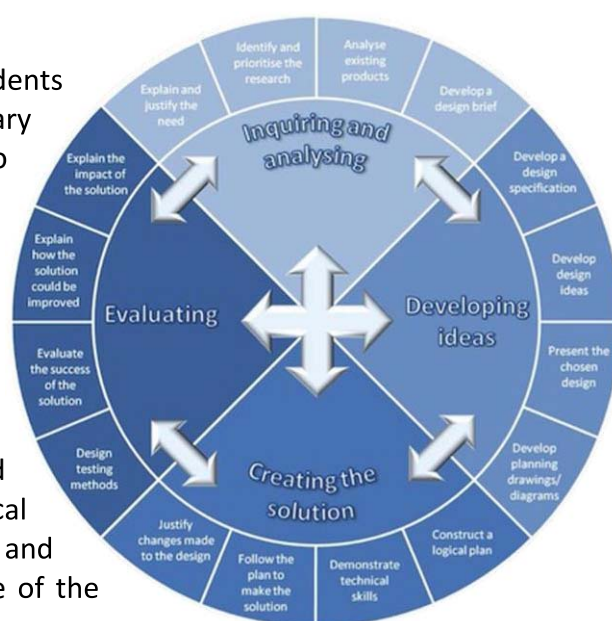 dents
ary
o
d
cal
and
e of the
Inquiring and
analysing
Explain and
justify the
need
Identify and
prioritise the
research
Analyse
existing
products
Develop a
design brief
Developing
ideas
Develop a
design
specification
Develop
design
ideas
Present the
chosen
design
Develop
planning
drawings/
diagrams
Creating the
solution
Construct a
logical plan
Demonstrate
technical
skills
Follow the
plan to
make the
solution
Justify
changes made
to the design
Evaluating
Design
testing
methods
Evaluate
the success
of the
solution
Explain
how the
solution
could be
improved
Explain the
impact of
the solution